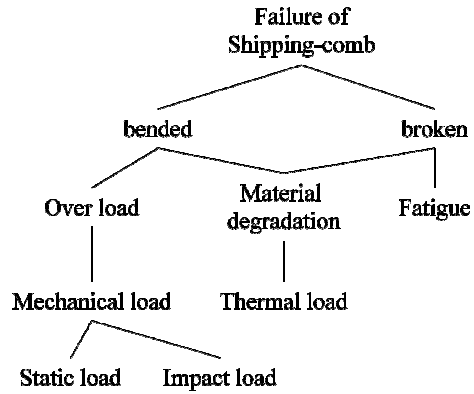 Failure of
Shipping-comb
bended
broken
Over load
Material
degradation
Fatigue
Mechanical load
Thermal load
Static load
Impact load